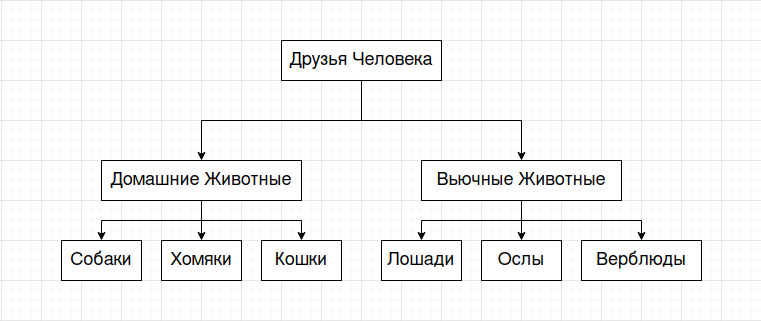 Друзья Человека
Домашние Животные
Вьючные Животные
Собаки
Хомяки
Кошки
Лошади
Ослы
Верблюды